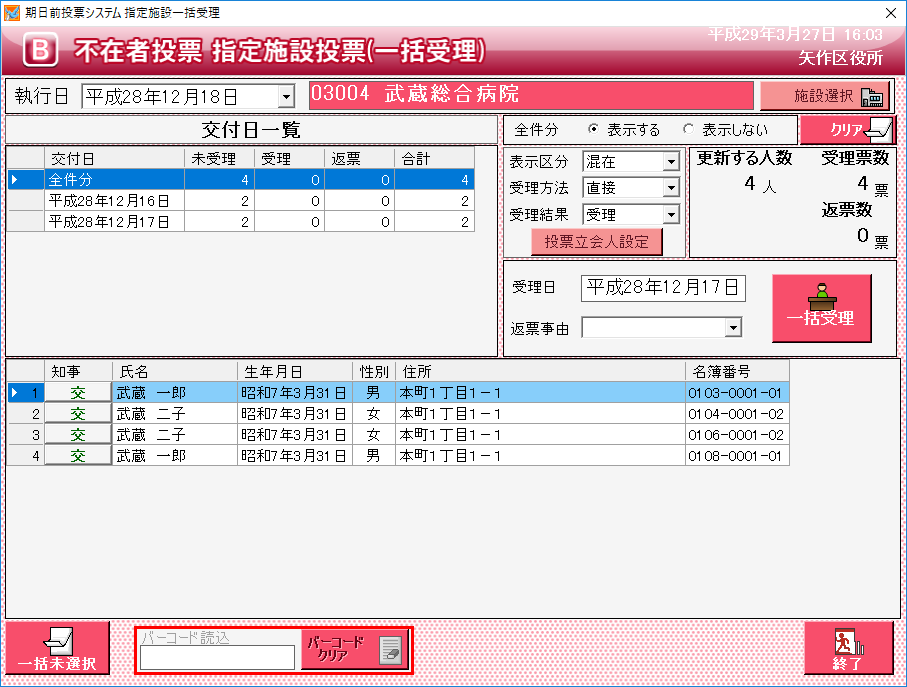 期日前投票システム 指定施設一括受理
平成29年3月27日 16:03
B 不在者投票 指定施設投票(一括受理)
矢作区役所
執行日 平成28年12月18日 03004 武蔵総合病院 施設選択
交付日一覧 全件分 表示する 表示しない クリア
交付日 未受理 受理 返票 合計
全件分 4 0 0 4
平成28年12月16日 2 0 0 2
平成28年12月17日 2 0 0 2
表示区分 混在
受理方法 直接
受理結果 受理
投票立会人設定
更新する人数 受理票数
4 人 4 票
返票数
0 票
受理日 平成28年12月17日
返票事由
一括受理
知事 氏名 生年月日 性別 住所 名簿番号
1 交 武蔵 一郎 昭和7年3月31日 男 本町1丁目1-1 0103-0001-01
2 交 武蔵 二子 昭和7年3月31日 女 本町1丁目1-1 0104-0001-02
3 交 武蔵 二子 昭和7年3月31日 女 本町1丁目1-1 0106-0001-02
4 交 武蔵 一郎 昭和7年3月31日 男 本町1丁目1-1 0108-0001-01
一括未選択
バーコード読込
バーコード
クリア
終了